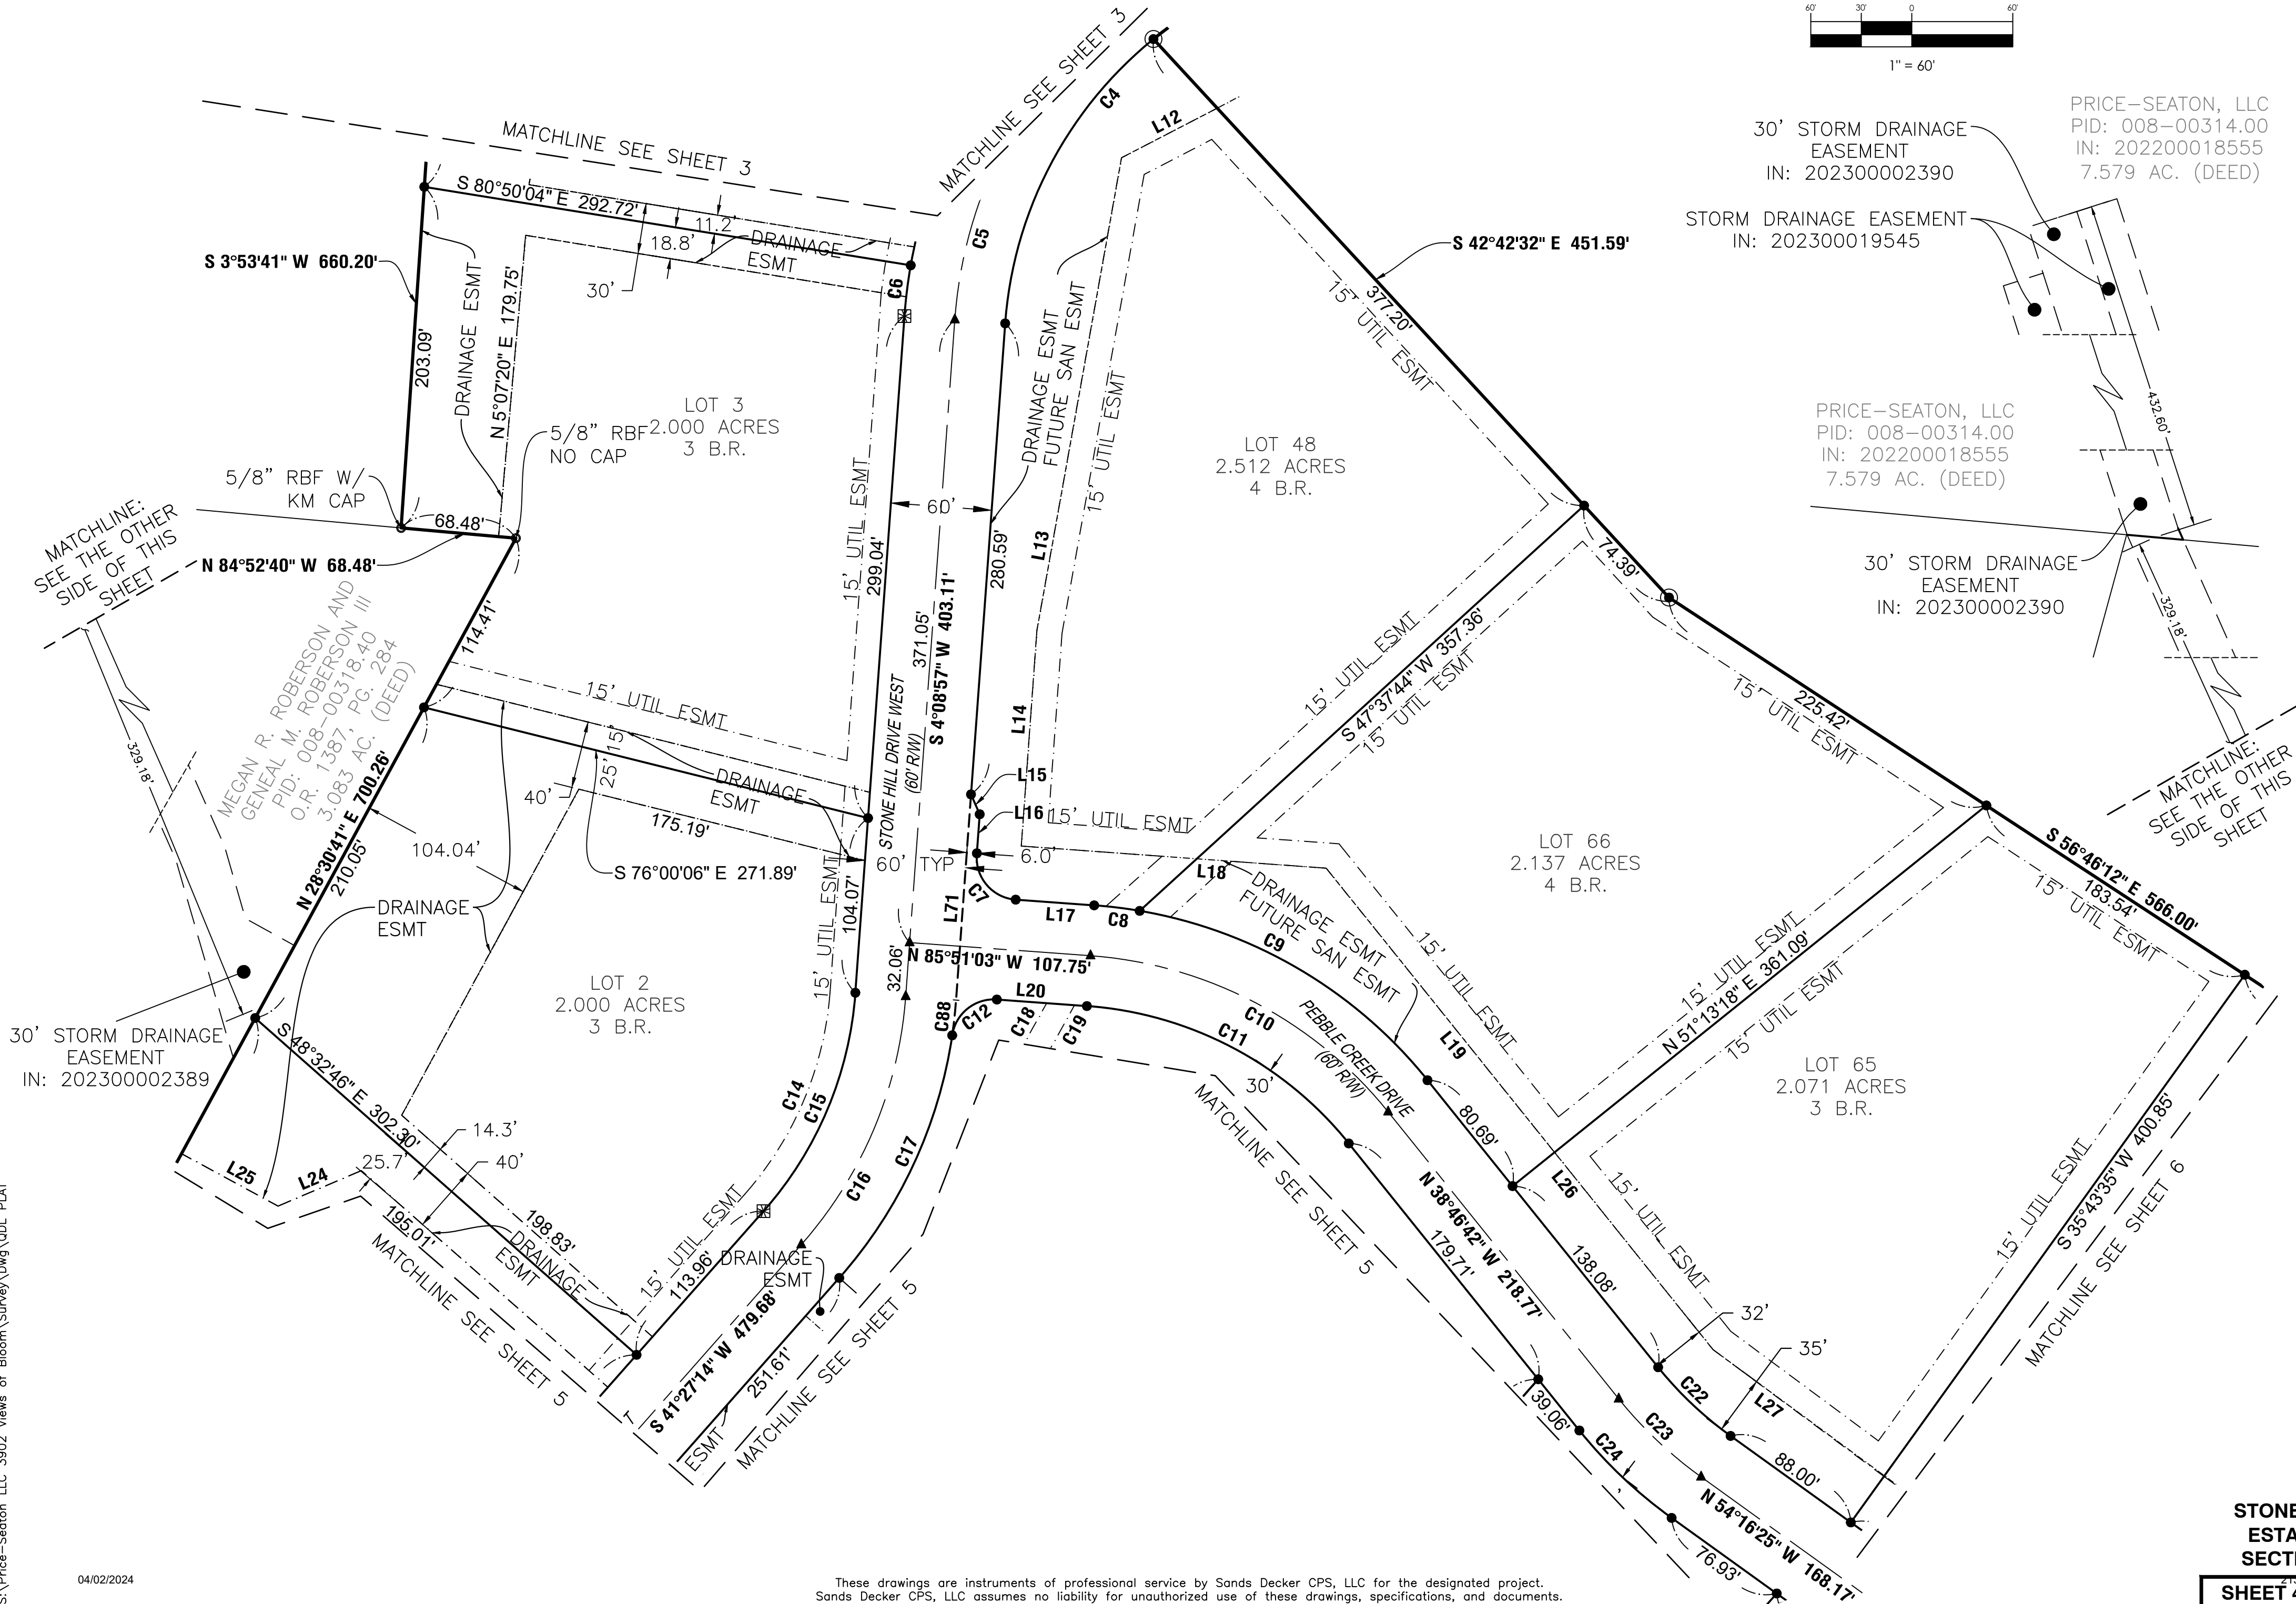 60'
30'
0
60'
1" = 60'
MATCHLINE SEE SHEET 3
MATCHLINE SEE SHEET 3
C4
L12
C5
S 80°50'04" E 292.72'
11.2'
18.8'
30'
DRAINAGE
ESMT
C6
S 3°53'41" W 660.20'
203.09'
DRAINAGE ESMT
N 5°07'20" E 179.75'
LOT 3
2.000 ACRES
3 B.R.
5/8" RBF
NO CAP
5/8" RBF W/
KM CAP
68.48'
N 84°52'40" W 68.48'
MATCHLINE:
SEE THE OTHER
SIDE OF THIS
SHEET
329.18'
MEGAN R. ROBERSON AND
GENEAL M. ROBERSON III
PID: 008-00318.40
O.R. 1387, PG. 284
3.083 AC. (DEED)
114.41'
15' UTIL ESMT
15' UTIL ESMT
299.04'
60'
280.59'
DRAINAGE ESMT
FUTURE SAN ESMT
L13
L14
15' UTIL ESMT
STONE HILL DRIVE WEST
(60' R/W)
371.05'
S 4°08'57" W 403.11'
LOT 48
2.512 ACRES
4 B.R.
S 42°42'32" E 451.59'
377.20'
15' UTIL ESMT
74.39'
15' UTIL ESMT
S 47°37'44" W 357.36'
15' UTIL ESMT
225.42'
15' UTIL ESMT
30' STORM DRAINAGE
EASEMENT
IN: 202300002390
STORM DRAINAGE EASEMENT
IN: 202300019545
PRICE-SEATON, LLC
PID: 008-00314.00
IN: 202200018555
7.579 AC. (DEED)
432.60'
PRICE-SEATON, LLC
PID: 008-00314.00
IN: 202200018555
7.579 AC. (DEED)
30' STORM DRAINAGE
EASEMENT
IN: 202300002390
329.18'
MATCHLINE:
SEE THE OTHER
SIDE OF THIS
SHEET
15'
25'
40'
DRAINAGE
ESMT
175.19'
S 76°00'06" E 271.89'
60' TYP
6.0'
L15
L16
15' UTIL ESMT
L18
C7
L17
C8
L71
DRAINAGE ESMT
FUTURE SAN ESMT
C9
LOT 66
2.137 ACRES
4 B.R.
N 28°30'41" E 700.26'
210.05'
104.04'
DRAINAGE
ESMT
15' UTIL ESMT
104.07'
N 85°51'03" W 107.75'
32.06'
C88
C12
L20
C18
C19
C11
C10
30'
PEBBLE CREEK DRIVE
(60' R/W)
15' UTIL ESMT
L19
15' UTIL ESMT
N 51°13'18" E 361.09'
15' UTIL ESMT
S 56°46'12" E 566.00'
183.54'
15' UTIL ESMT
LOT 2
2.000 ACRES
3 B.R.
30' STORM DRAINAGE
EASEMENT
IN: 202300002389
S 48°32'46" E 302.30'
14.3'
40'
25.7'
L25
L24
195.01'
198.83'
DRAINAGE
ESMT
MATCHLINE SEE SHEET 5
C14
C15
C16
C17
15' UTIL ESMT
113.96'
DRAINAGE
ESMT
S 41°27'14" W 479.68'
251.61'
ESMT
MATCHLINE SEE SHEET 5
MATCHLINE SEE SHEET 5
80.69'
L26
N 38°46'42" W 218.77'
179.71'
138.08'
15' UTIL ESMT
LOT 65
2.071 ACRES
3 B.R.
32'
35'
C22
L27
C23
39.06'
C24
88.00'
76.93'
N 54°16'25" W 168.17'
15' UTIL ESMT
S 35°43'35" W 400.85'
MATCHLINE SEE SHEET 6
S:\Price-Seaton LLC 3902 Views of Bloom\Survey\Dwg\QDL PLAT
04/02/2024
These drawings are instruments of professional service by Sands Decker CPS, LLC for the designated project.
Sands Decker CPS, LLC assumes no liability for unauthorized use of these drawings, specifications, and documents.
STONE
ESTA
SECTI
SHEET 4